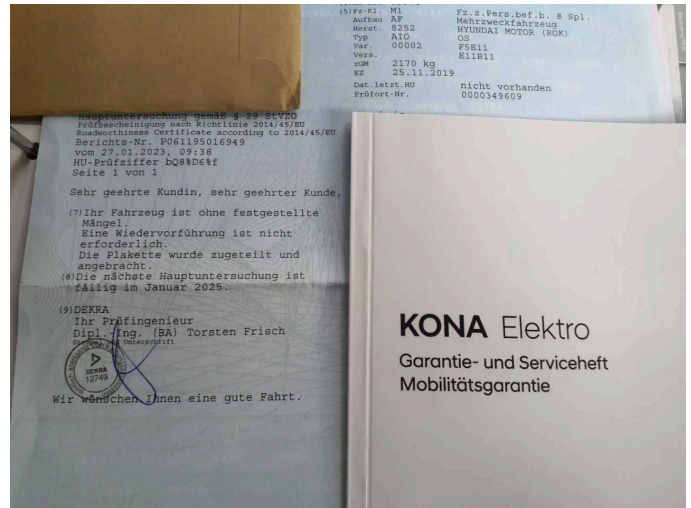 (5)Fz-Kl. M1 Fz.z.Pers.bef.b. 8 Spl.
Aufbau AF Mehrzweckfahrzeug
Herst. 8252 HYUNDAI MOTOR (ROK)
Typ AIO OS
Var. 00002 F5E11
Vers. E11B11
zGM 2170 kg
EZ 25.11.2019
Dat.letzt.HU nicht vorhanden
Prüfort-Nr. 0000349609
Hauptuntersuchung gemäß § 29 StVZO
Prüfbescheinigung nach Richtlinie 2014/45/EU
Roadworthiness Certificate according to 2014/45/EU
Berichts-Nr. P061195016949
vom 27.01.2023, 09:38
HU-Prüfziffer bQ8%D6%f
Seite 1 von 1
Sehr geehrte Kundin, sehr geehrter Kunde,
(7)Ihr Fahrzeug ist ohne festgestellte
Mängel.
Eine Wiedervorführung ist nicht
erforderlich.
Die Plakette wurde zugeteilt und
angebracht.
(8)Die nächste Hauptuntersuchung ist
fällig im Januar 2025.
(9)DEKRA
Ihr Prüfingenieur
Dipl.-Ing. (BA) Torsten Frisch
und Unterschrift
DEKRA
12749
Wir wünschen Ihnen eine gute Fahrt.
KONA Elektro
Garantie- und Serviceheft
Mobilitätsgarantie